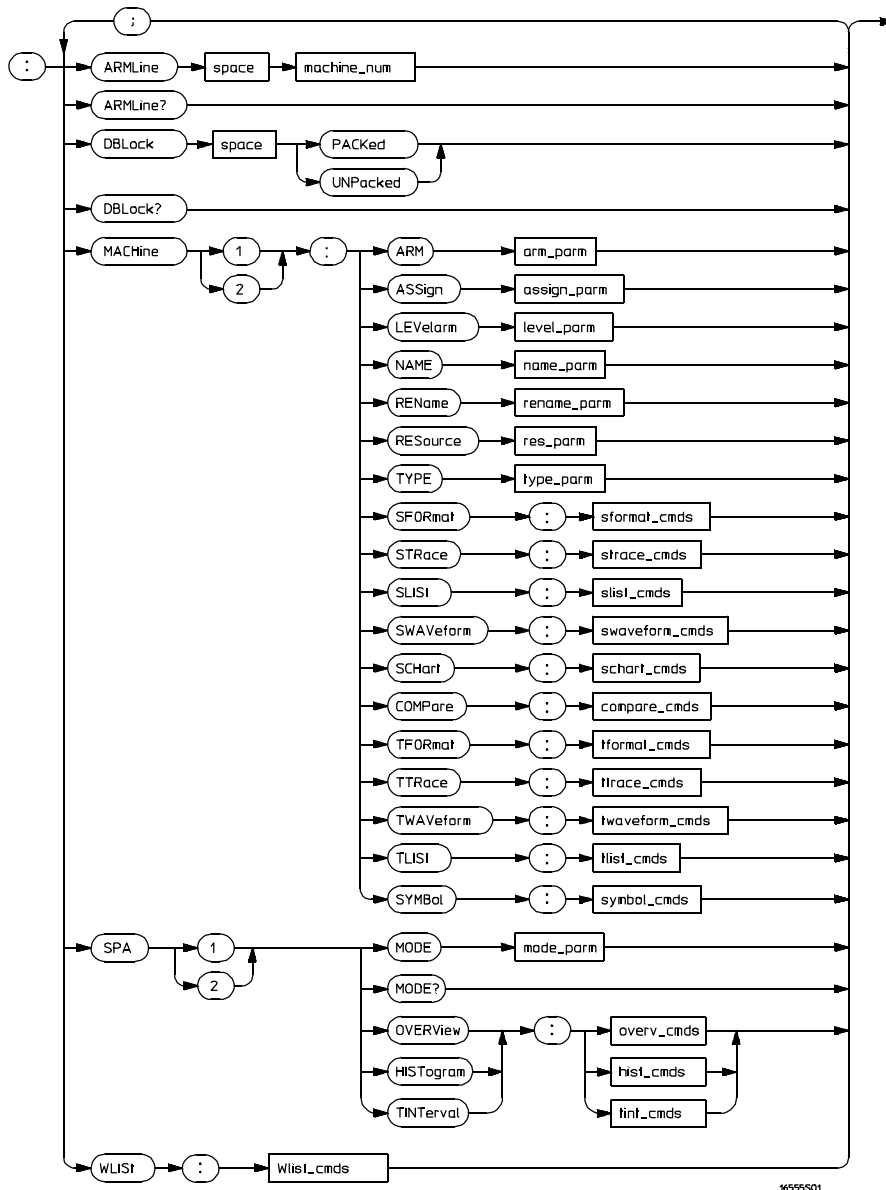 ;
: ARMLine space machine_num
ARMLine?
DBLock space PACKed
UNPacked
DBLock?
MACHine 1 : ARM arm_parm
2 ASSign assign_parm
LEVelarm level_parm
NAME name_parm
REName rename_parm
RESource res_parm
TYPE type_parm
SFORmat : sformat_cmds
STRace : strace_cmds
SLISt : slist_cmds
SWAVeform : swaveform_cmds
SCHart : schart_cmds
COMPare : compare_cmds
TFORmat : tformat_cmds
TTRace : ttrace_cmds
TWAVeform : twaveform_cmds
TLISt : tlist_cmds
SYMBol : symbol_cmds
SPA 1 MODE mode_parm
2 MODE?
OVERView : overv_cmds
HISTogram hist_cmds
TINTerval tint_cmds
WLISt : Wlist_cmds
16555S01